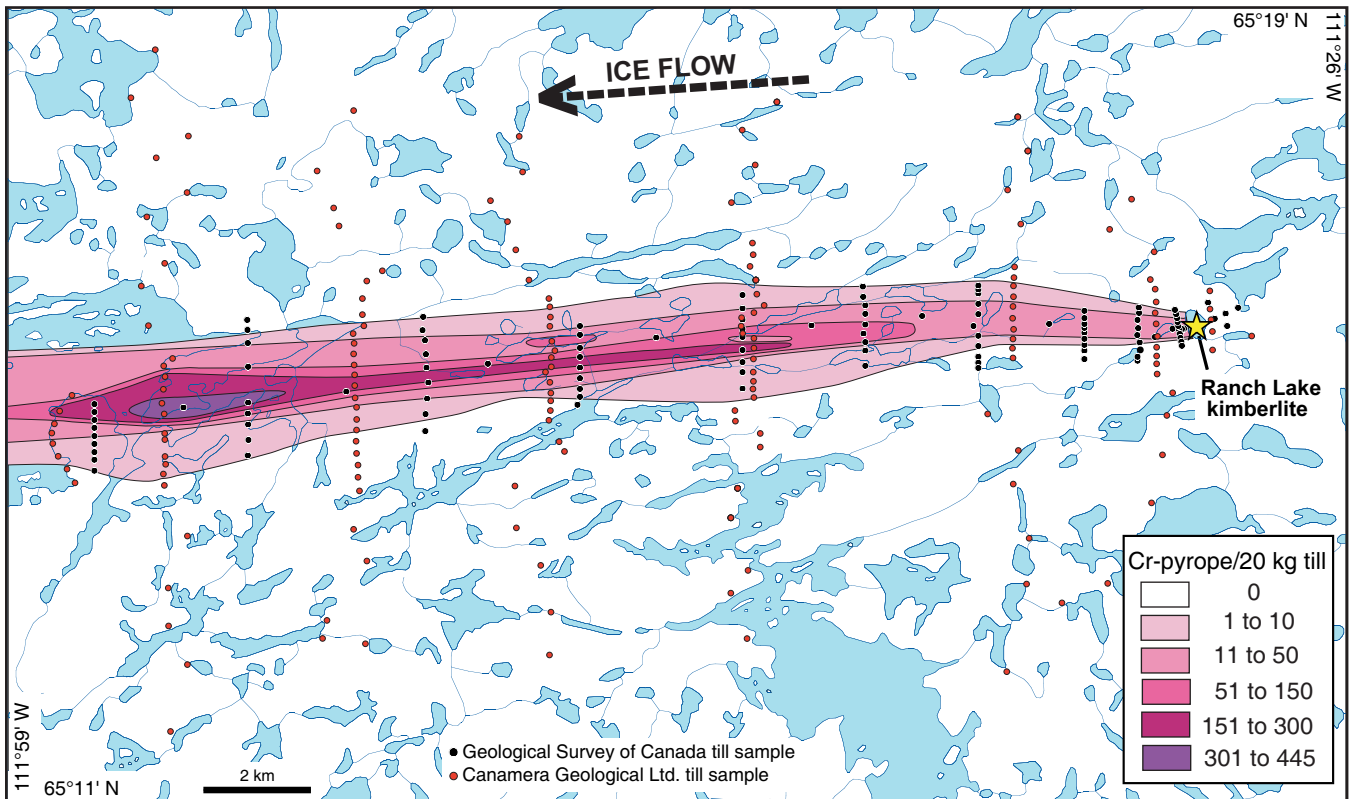 65°19' N
111°26' W
ICE FLOW
Ranch Lake
kimberlite
Cr-pyrope/20 kg till
0
1 to 10
11 to 50
51 to 150
151 to 300
301 to 445
Geological Survey of Canada till sample
Canamera Geological Ltd. till sample
2 km
111°59' W
65°11' N